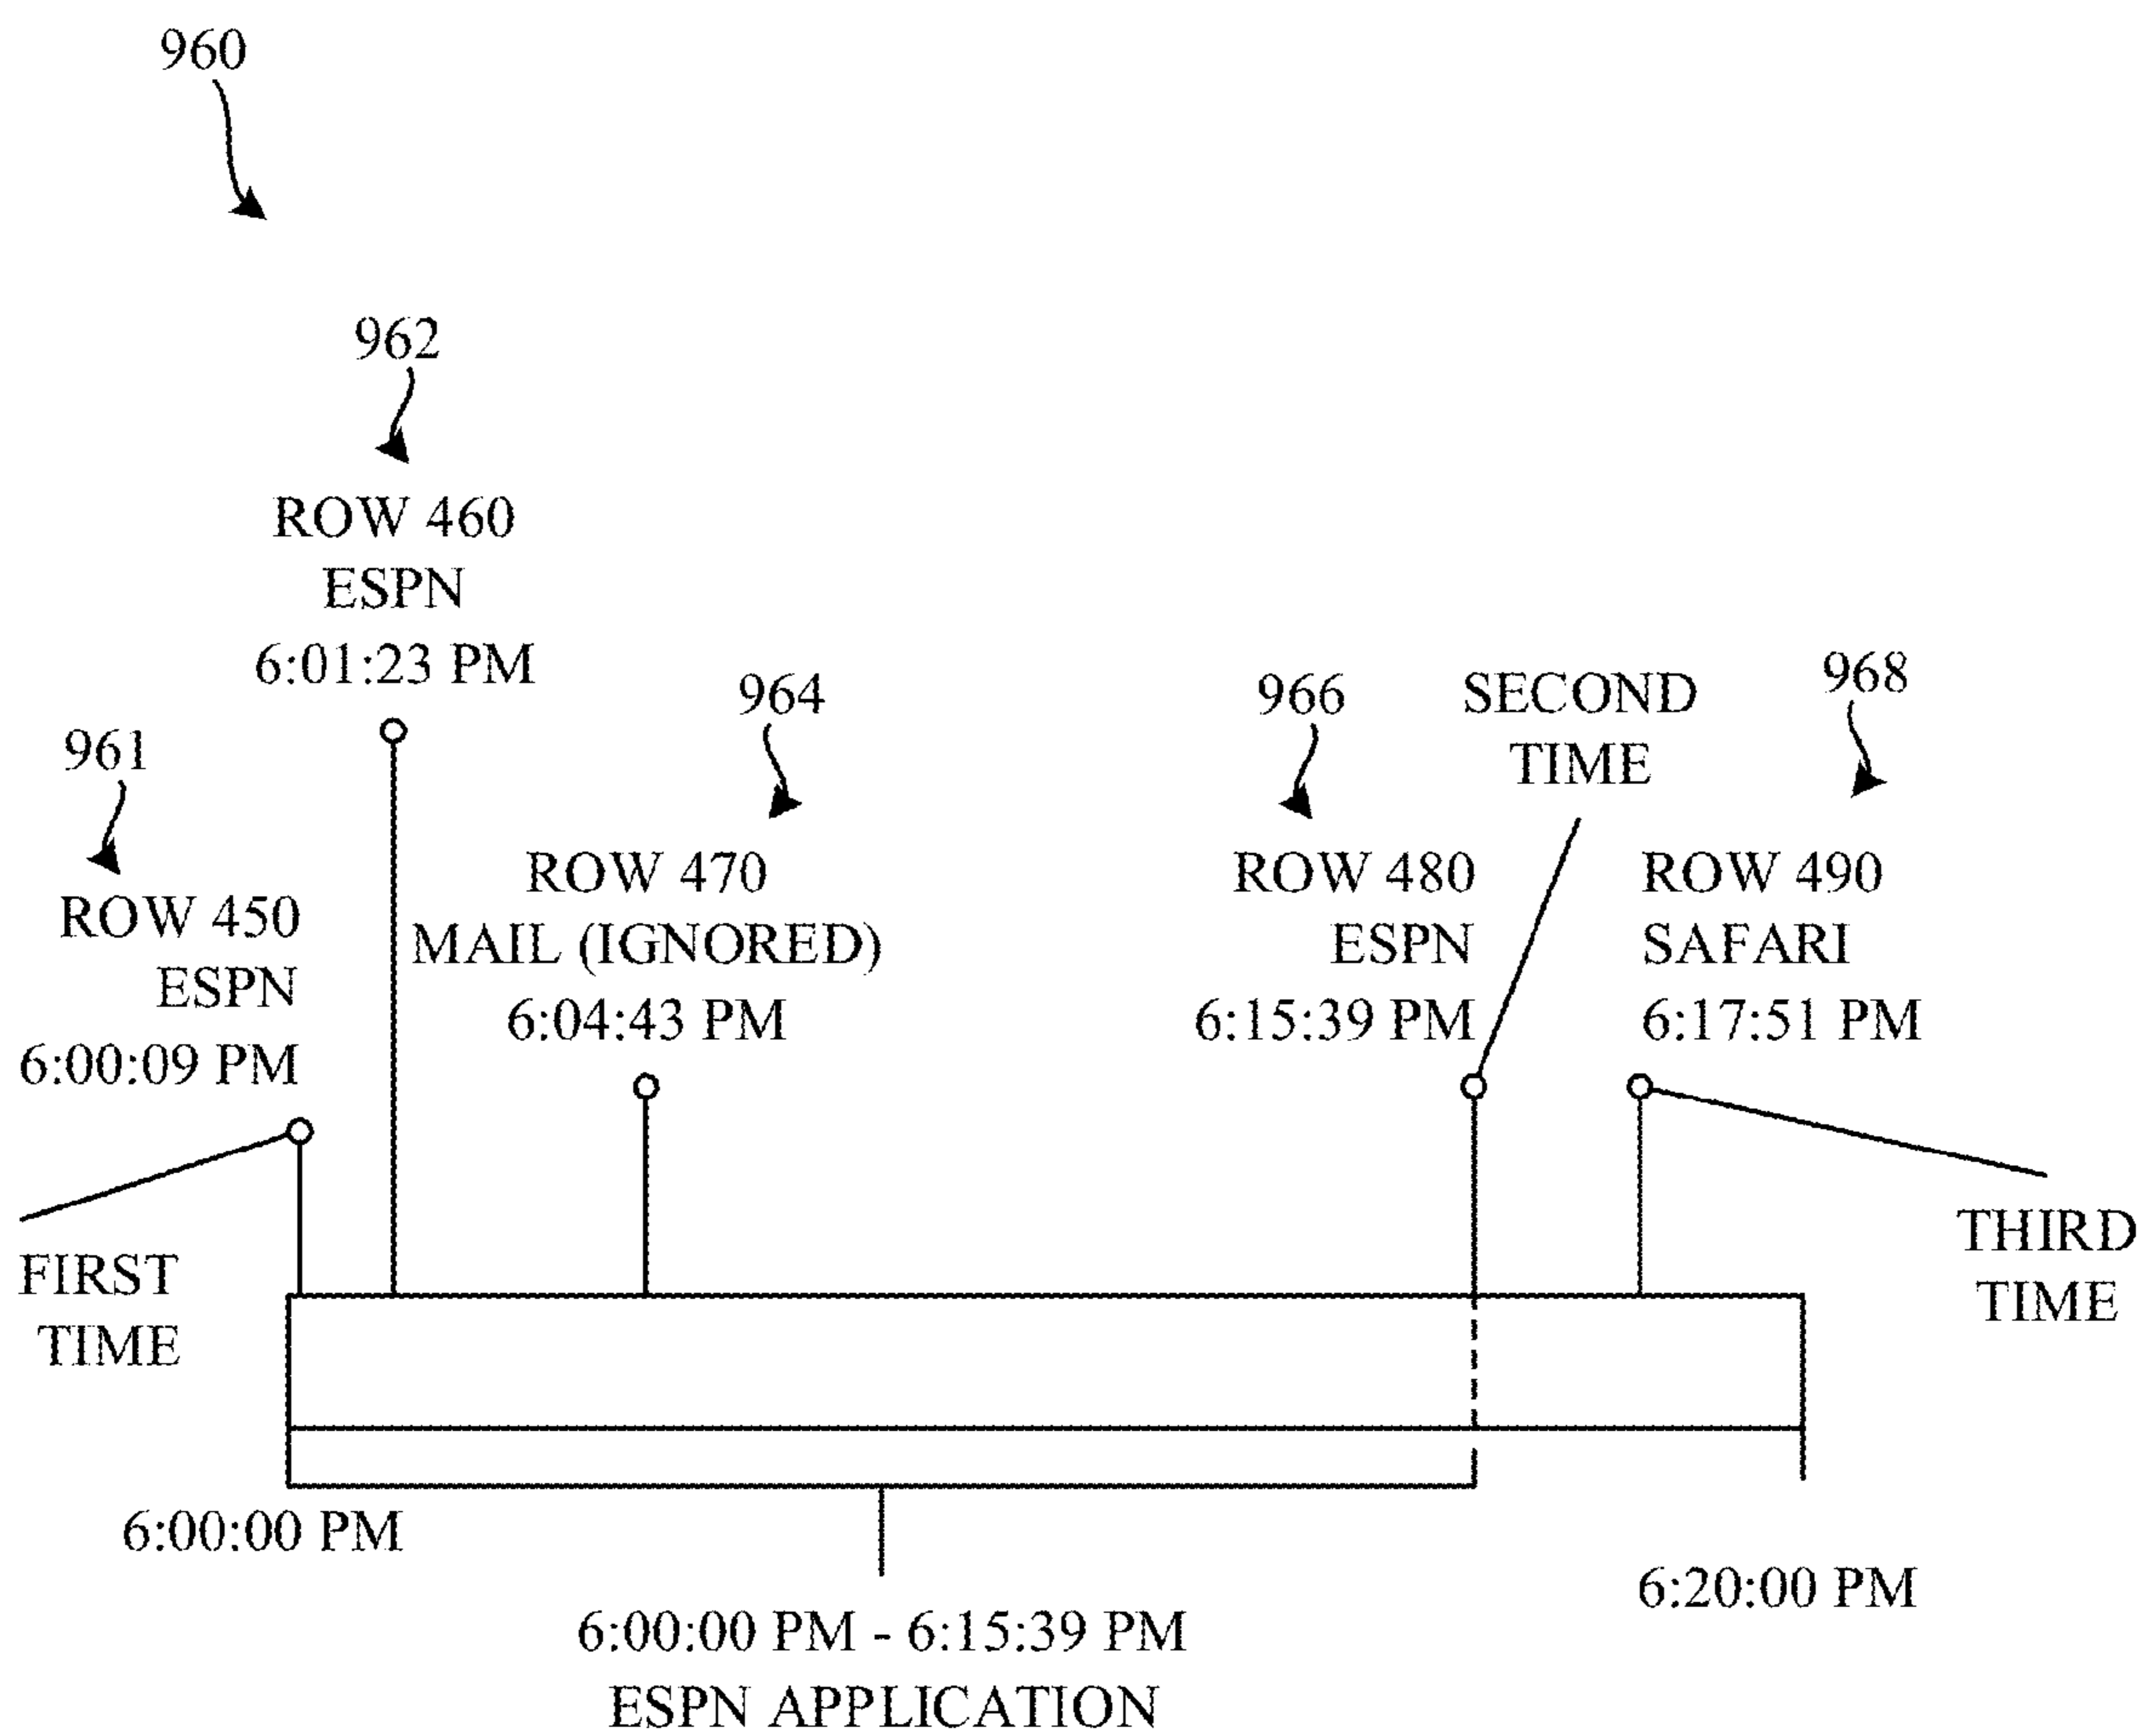 960
962
ROW 460
ESPN
6:01:23 PM
961
ROW 450
ESPN
6:00:09 PM
FIRST
TIME
964
ROW 470
MAIL (IGNORED)
6:04:43 PM
966
ROW 480
ESPN
6:15:39 PM
SECOND
TIME
968
ROW 490
SAFARI
6:17:51 PM
THIRD
TIME
6:00:00 PM
6:20:00 PM
6:00:00 PM - 6:15:39 PM
ESPN APPLICATION